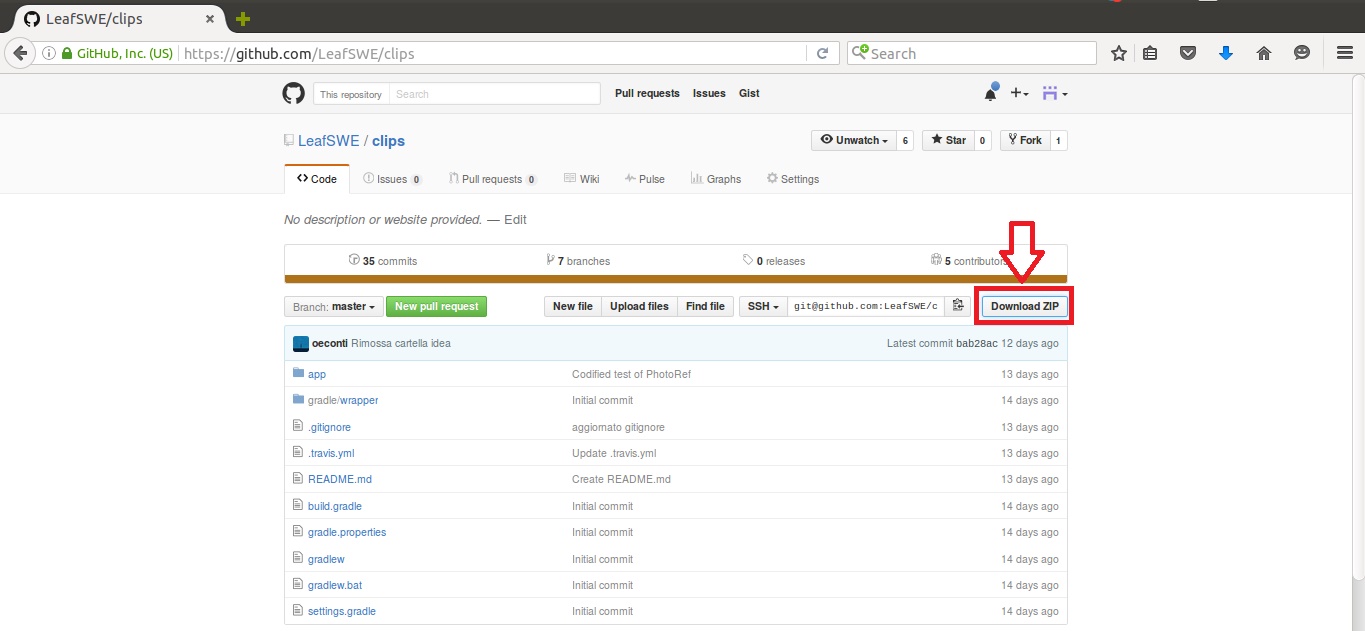 LeafSWE/clips
GitHub, Inc. (US) https://github.com/LeafSWE/clips Search
This repository Search Pull requests Issues Gist
LeafSWE / clips Unwatch 6 Star 0 Fork 1
Code Issues 0 Pull requests 0 Wiki Pulse Graphs Settings
No description or website provided. — Edit
35 commits 7 branches 0 releases 5 contributors
Branch: master New pull request New file Upload files Find file SSH git@github.com:LeafSWE/c Download ZIP
oeconti Rimossa cartella idea Latest commit bab28ac 12 days ago
app Codified test of PhotoRef 13 days ago
gradle/wrapper Initial commit 14 days ago
.gitignore aggiornato gitignore 13 days ago
.travis.yml Update .travis.yml 13 days ago
README.md Create README.md 13 days ago
build.gradle Initial commit 14 days ago
gradle.properties Initial commit 14 days ago
gradlew Initial commit 14 days ago
gradlew.bat Initial commit 14 days ago
settings.gradle Initial commit 14 days ago